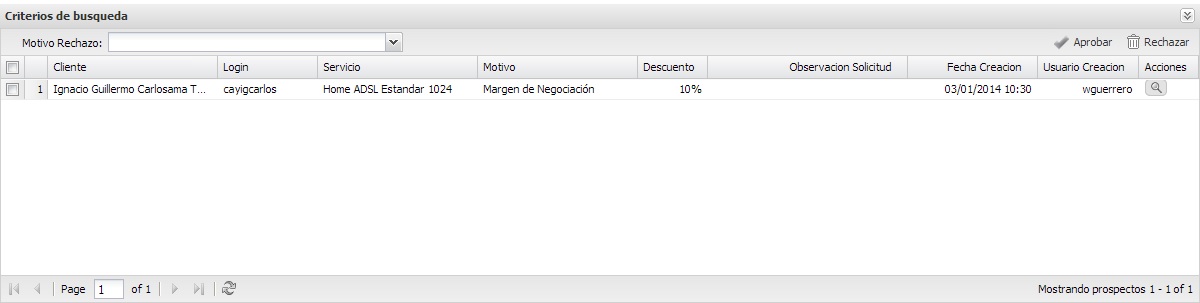 Criterios de busqueda
Motivo Rechazo: Aprobar Rechazar
Cliente Login Servicio Motivo Descuento Observacion Solicitud Fecha Creacion Usuario Creacion Acciones
1 Ignacio Guillermo Carlosama T... cayigcarlos Home ADSL Estandar 1024 Margen de Negociación 10% 03/01/2014 10:30 wguerrero
Page 1 of 1 Mostrando prospectos 1 - 1 of 1